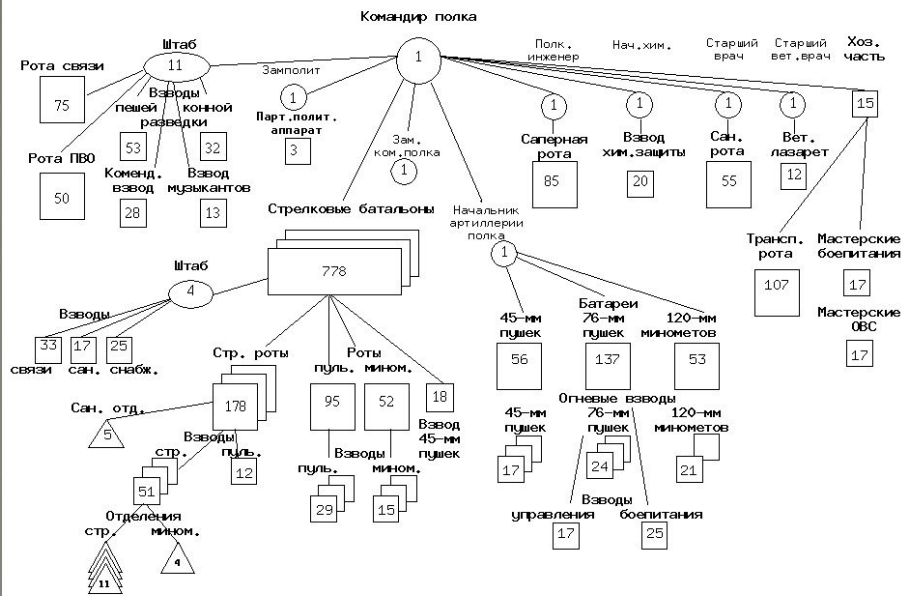 Командир полка
1
Штаб
11
Рота связи
75
Взводы
пешей конной
разведки
53
32
Рота ПВО
50
Коменд.
взвод
28
Взвод
музыкантов
13
Замполит
1
Парт.полит.
аппарат
3
Зам.
ком.полка
1
Полк.
инженер
1
Саперная
рота
85
Нач.хим.
1
Взвод
хим.защиты
20
Старший
врач
1
Сан.
рота
55
Старший
вет.врач
1
Вет.
лазарет
12
Хоз.
часть
15
Трансп.
рота
107
Мастерские
боепитания
17
Мастерские
ОВС
17
Стрелковые батальоны
778
Штаб
4
Взводы
33
17
25
связи сан. снабж.
Начальник
артиллерии
полка
1
Батареи
45-мм
пушек
56
76-мм
пушек
137
120-мм
минометов
53
Огневые взводы
45-мм
пушек
17
76-мм
пушек
24
120-мм
минометов
21
Взводы
управления
17
боепитания
25
Стр. роты
178
Роты
пуль. мином.
95
52
18
Взвод
45-мм
пушек
Сан. отд.
5
Взводы
стр.
пуль.
51
12
Взводы
пуль. мином.
29
15
Отделения
стр. мином.
11
4